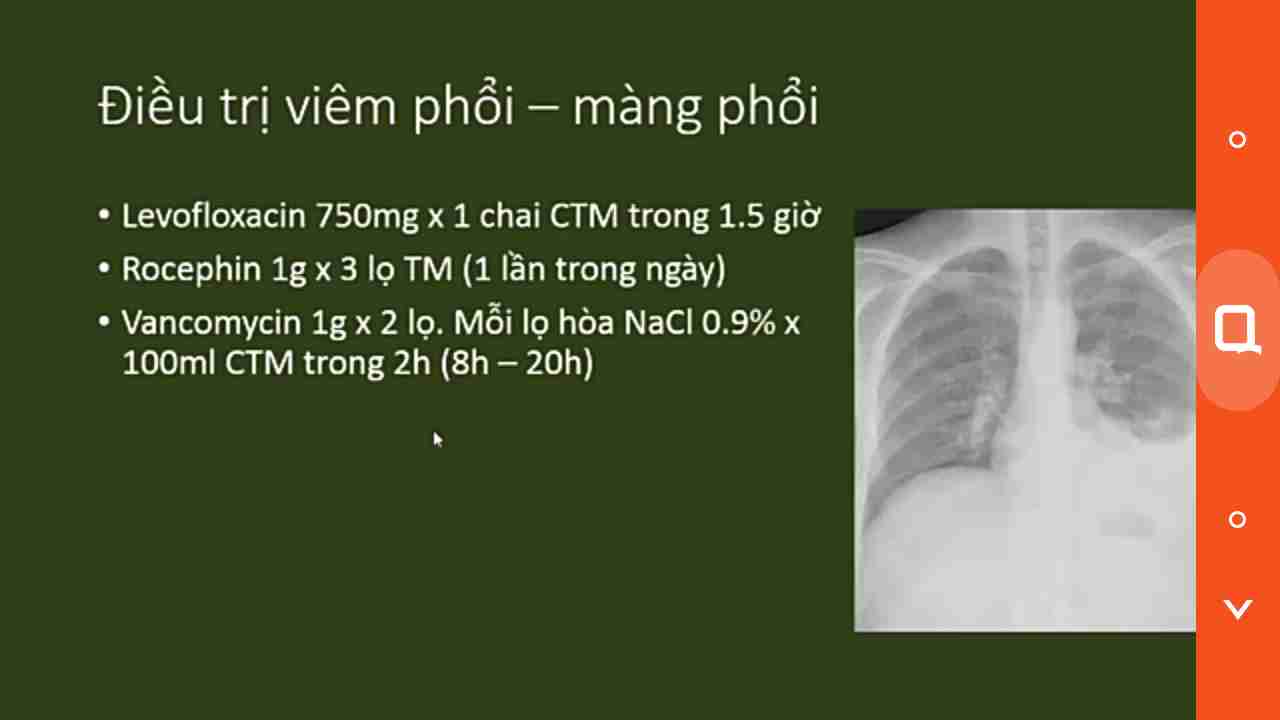 Điều trị viêm phổi – màng phổi
• Levofloxacin 750mg x 1 chai CTM trong 1.5 giờ
• Rocephin 1g x 3 lọ TM (1 lần trong ngày)
• Vancomycin 1g x 2 lọ. Mỗi lọ hòa NaCl 0.9% x
100ml CTM trong 2h (8h – 20h)